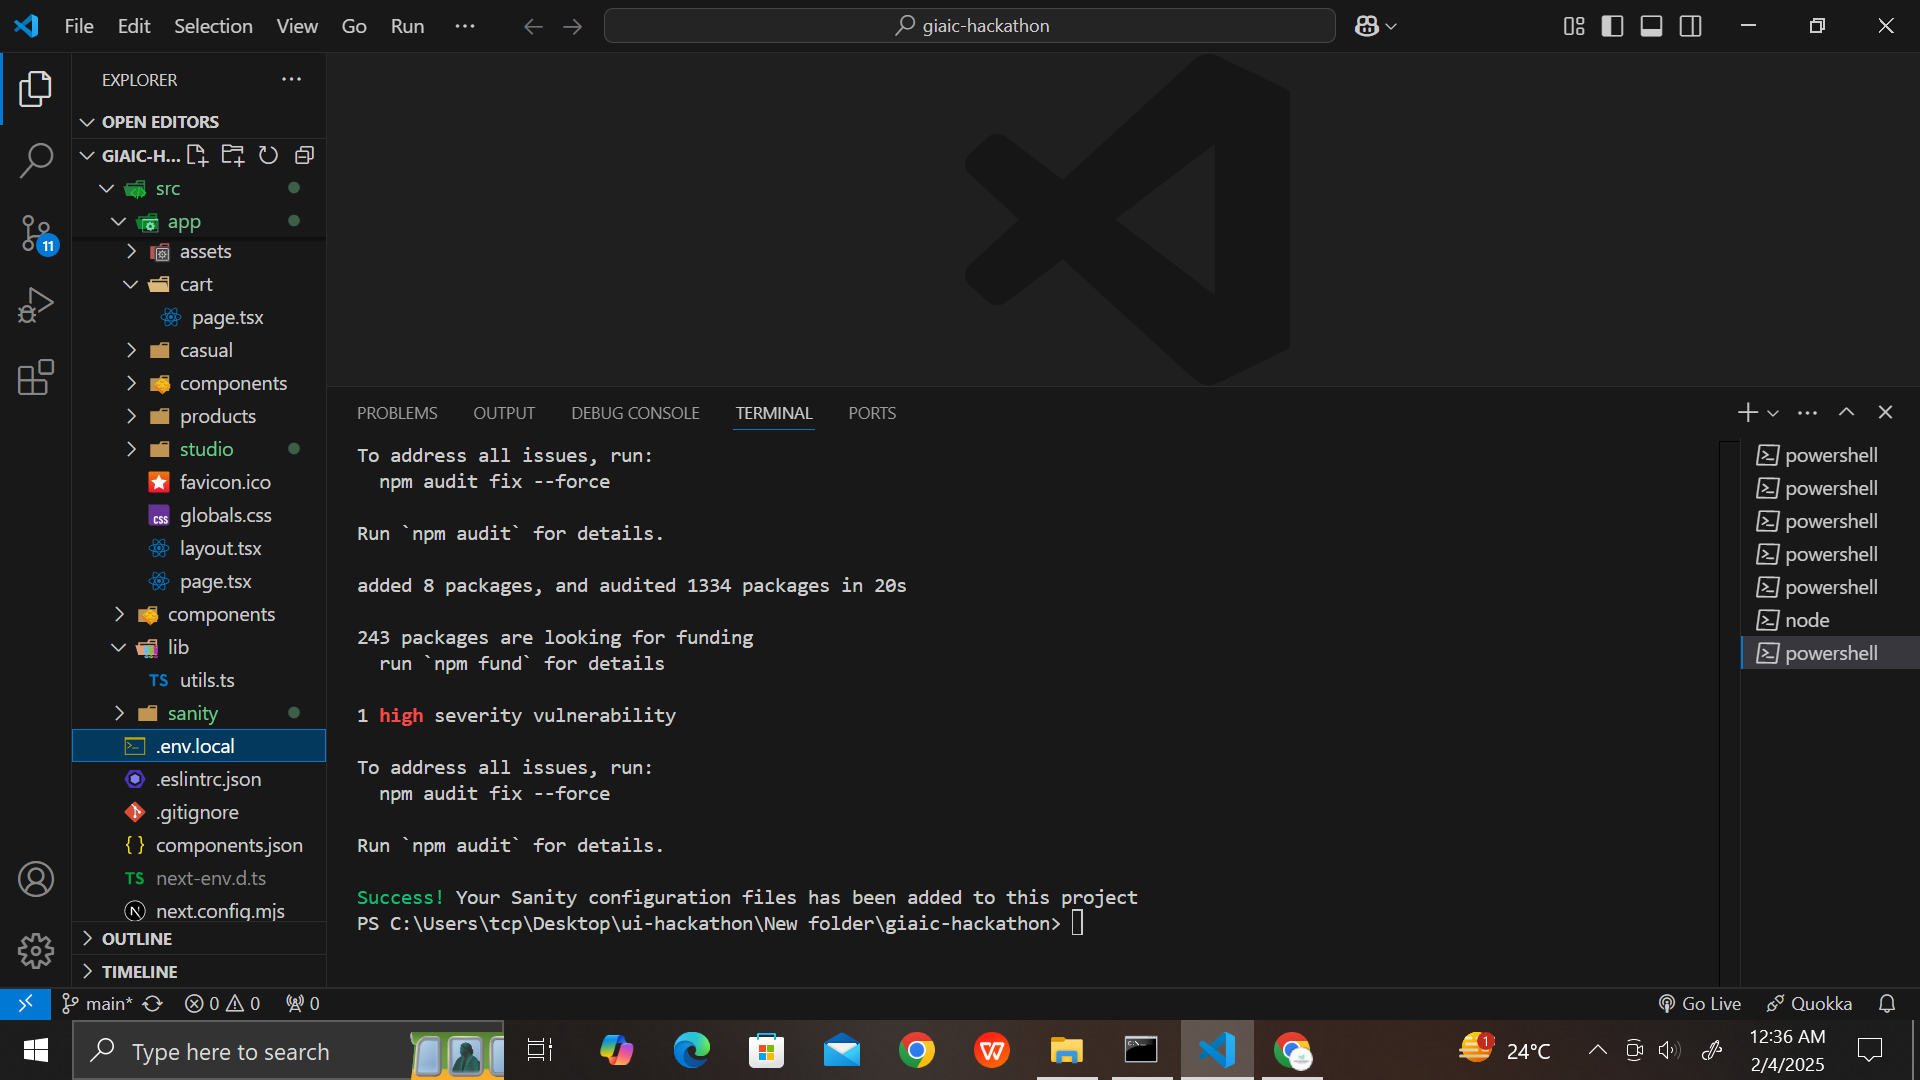 File Edit Selection View Go Run ···
giaic-hackathon
EXPLORER
OPEN EDITORS
GIAIC-H...
src
app
assets
cart
page.tsx
casual
components
products
studio
favicon.ico
globals.css
layout.tsx
page.tsx
components
lib
TS utils.ts
sanity
.env.local
.eslintrc.json
.gitignore
{ } components.json
TS next-env.d.ts
next.config.mjs
OUTLINE
TIMELINE
11
PROBLEMS OUTPUT DEBUG CONSOLE TERMINAL PORTS
To address all issues, run:
npm audit fix --force
Run `npm audit` for details.
added 8 packages, and audited 1334 packages in 20s
243 packages are looking for funding
run `npm fund` for details
1 high severity vulnerability
To address all issues, run:
npm audit fix --force
Run `npm audit` for details.
Success! Your Sanity configuration files has been added to this project
PS C:\Users\tcp\Desktop\ui-hackathon\New folder\giaic-hackathon>
powershell
powershell
powershell
powershell
powershell
node
powershell
main* 0 0 0
Go Live Quokka
Type here to search
1 24°C
12:36 AM
2/4/2025